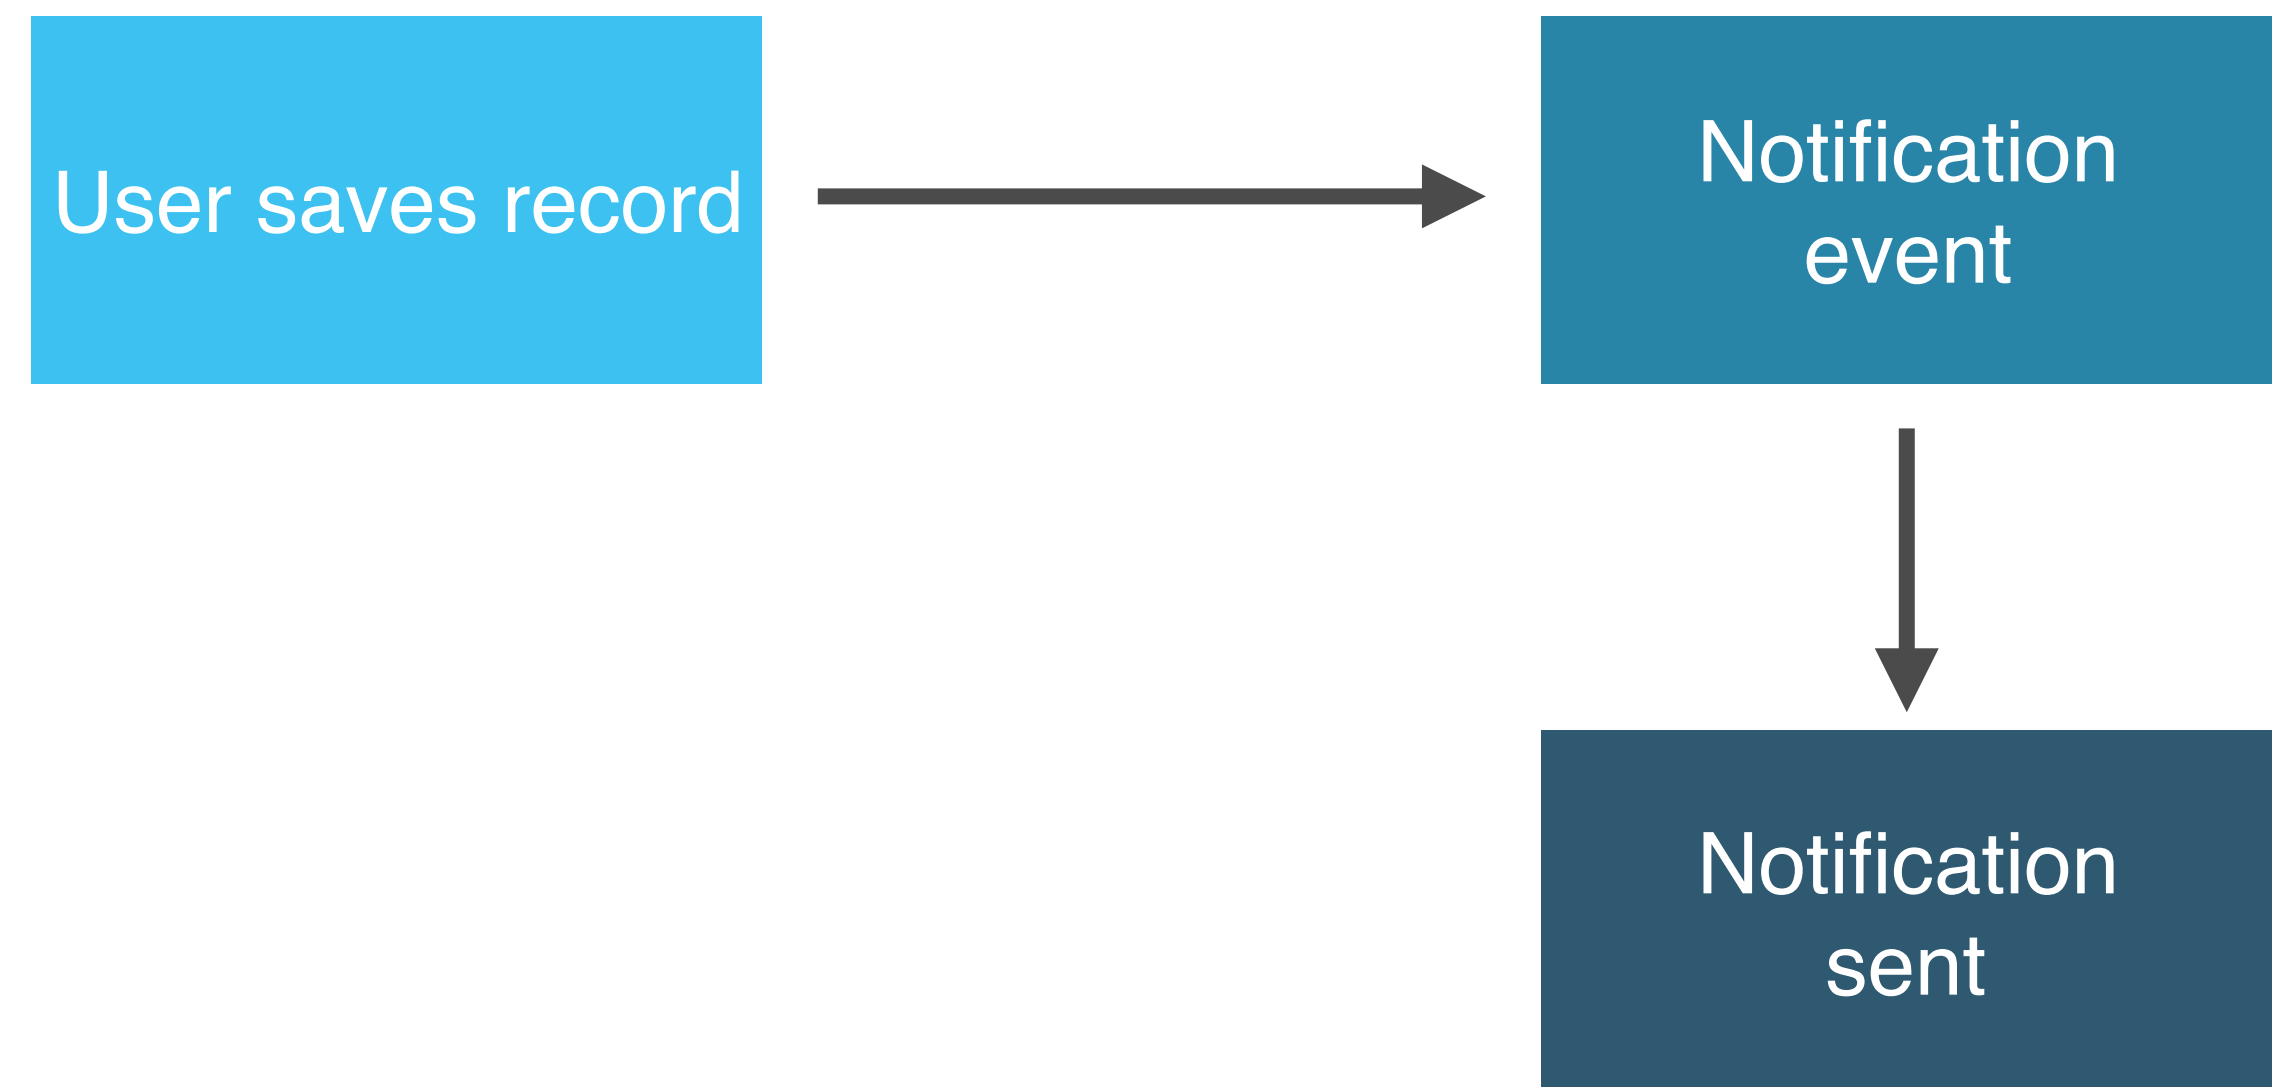 User saves record
Notification
event
Notification
sent